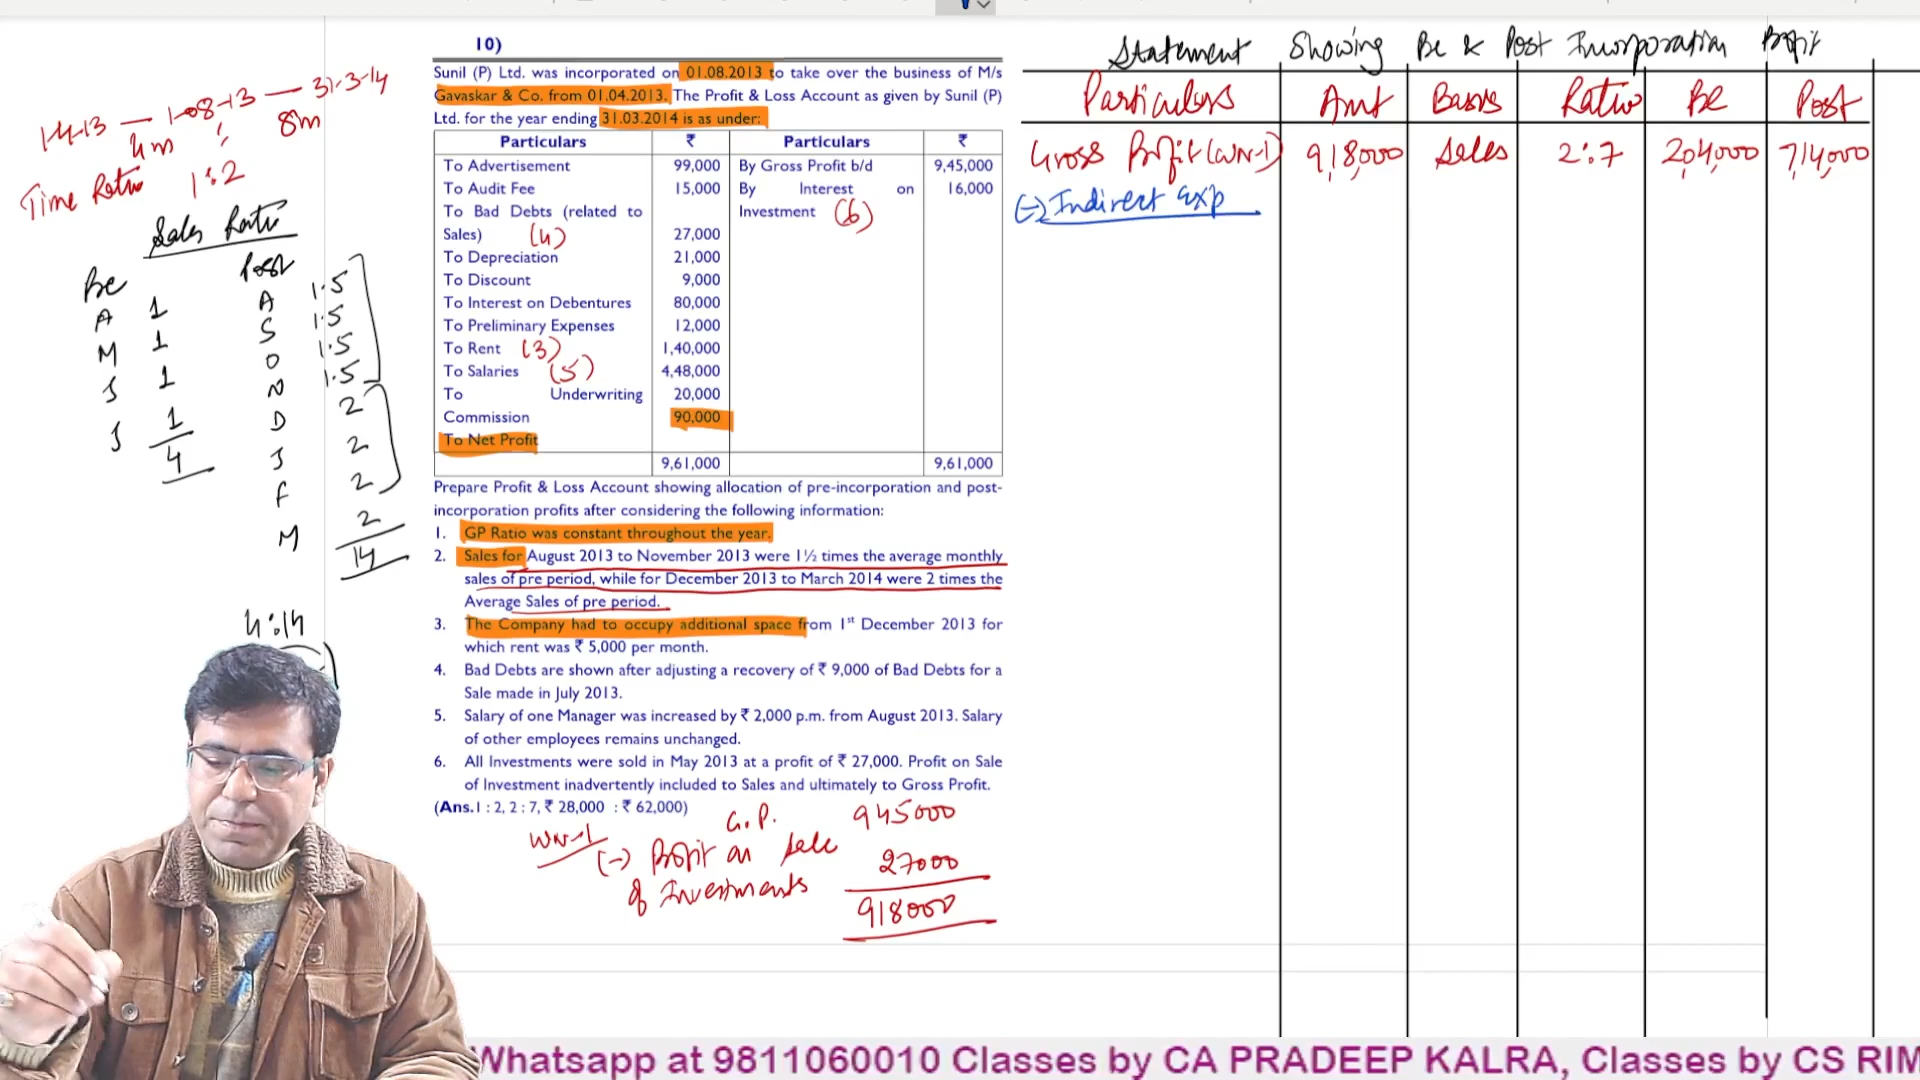 10)
Sunil (P) Ltd. was incorporated on 01.08.2013 to take over the business of M/s
Gavaskar & Co. from 01.04.2013. The Profit & Loss Account as given by Sunil (P)
Ltd. for the year ending 31.03.2014 is as under:
Particulars ₹ Particulars ₹
To Advertisement 99,000 By Gross Profit b/d 9,45,000
To Audit Fee 15,000 By Interest on 16,000
To Bad Debts (related to Investment (6)
Sales) (4) 27,000
To Depreciation 21,000
To Discount 9,000
To Interest on Debentures 80,000
To Preliminary Expenses 12,000
To Rent (3) 1,40,000
To Salaries (5) 4,48,000
To Underwriting 20,000
Commission 90,000
To Net Profit
9,61,000 9,61,000
Prepare Profit & Loss Account showing allocation of pre-incorporation and post-
incorporation profits after considering the following information:
1. GP Ratio was constant throughout the year.
2. Sales for August 2013 to November 2013 were 1½ times the average monthly
sales of pre period, while for December 2013 to March 2014 were 2 times the
Average Sales of pre period.
3. The Company had to occupy additional space from 1st December 2013 for
which rent was ₹ 5,000 per month.
4. Bad Debts are shown after adjusting a recovery of ₹ 9,000 of Bad Debts for a
Sale made in July 2013.
5. Salary of one Manager was increased by ₹ 2,000 p.m. from August 2013. Salary
of other employees remains unchanged.
6. All Investments were sold in May 2013 at a profit of ₹ 27,000. Profit on Sale
of Investment inadvertently included to Sales and ultimately to Gross Profit.
(Ans.1 : 2, 2 : 7, ₹ 28,000 : ₹ 62,000)
WN-1 G.P. 945000
(-) Profit on Sale 27000
of Investments
918000
1-4-13 — 1-08-13 — 31-3-14
4m 8m
Time Ratio 1:2
Sales Ratio
Pre Post
A 1 A 1.5
M 1 S 1.5
J 1 O 1.5
J 1 N 1.5
4 D 2
J 2
F 2
M 2
14
4:14
Statement Showing Pre & Post Incorporation Profit
Particulars Amt Basis Ratio Pre Post
Gross Profit (WN-1) 918000 Sales 2:7 204000 714000
(-) Indirect Exp
Whatsapp at 9811060010 Classes by CA PRADEEP KALRA, Classes by CS RIM